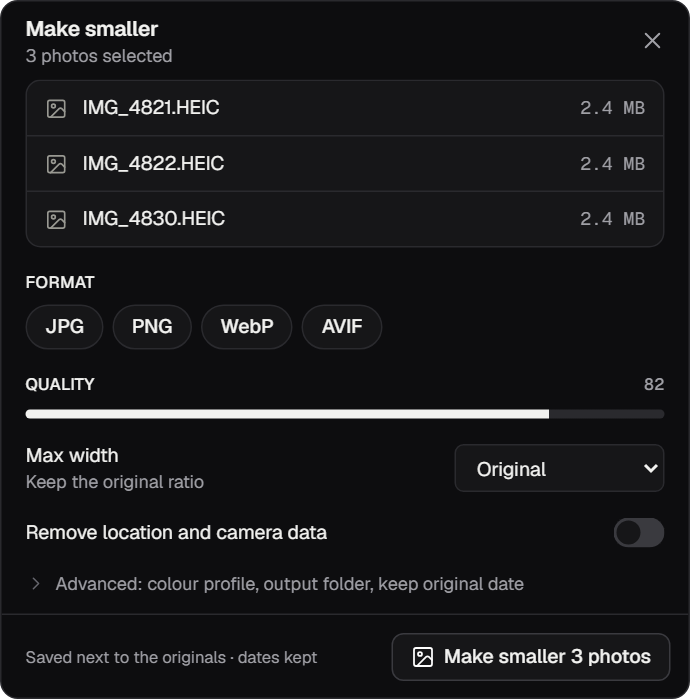 Make smaller
3 photos selected
IMG_4821.HEIC 2.4 MB
IMG_4822.HEIC 2.4 MB
IMG_4830.HEIC 2.4 MB
FORMAT
JPG PNG WebP AVIF
QUALITY 82
Max width
Keep the original ratio
Original
Remove location and camera data
Advanced: colour profile, output folder, keep original date
Saved next to the originals · dates kept
Make smaller 3 photos